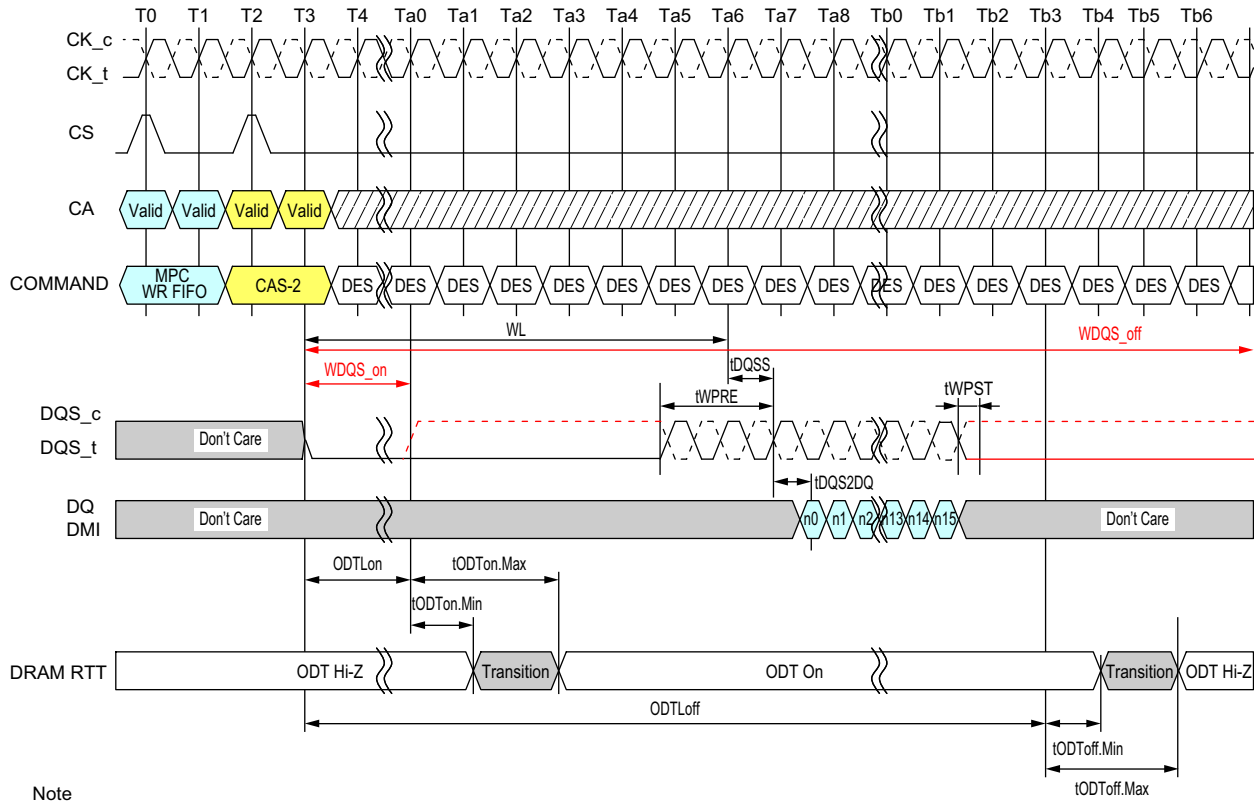 T0 T1 T2 T3 T4 Ta0 Ta1 Ta2 Ta3 Ta4 Ta5 Ta6 Ta7 Ta8 Tb0 Tb1 Tb2 Tb3 Tb4 Tb5 Tb6
CK_c
CK_t
CS
CA Valid Valid Valid Valid
COMMAND MPC WR FIFO CAS-2 DES DES DES DES DES DES DES DES DES DES DES DES DES DES DES DES DES
WL
WDQS_off
WDQS_on
tDQSS
tWPRE
tWPST
DQS_c
DQS_t
Don't Care
tDQS2DQ
DQ
DMI
Don't Care n0 n1 n2 n13 n14 n15 Don't Care
ODTLon
tODTon.Max
tODTon.Min
DRAM RTT ODT Hi-Z Transition ODT On Transition ODT Hi-Z
ODTLoff
tODToff.Min
tODToff.Max
Note